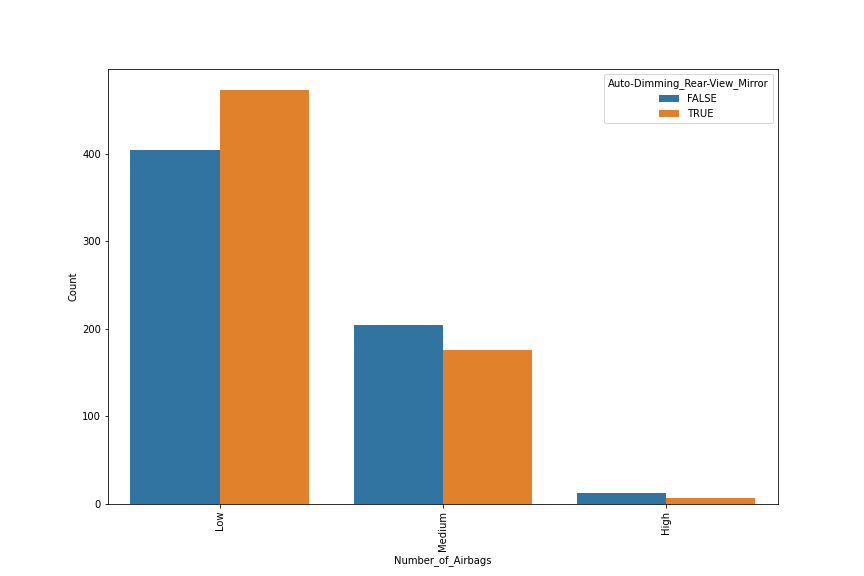 Auto-Dimming_Rear-View_Mirror
FALSE
TRUE
400
300
200
100
0
Count
Low
Medium
High
Number_of_Airbags